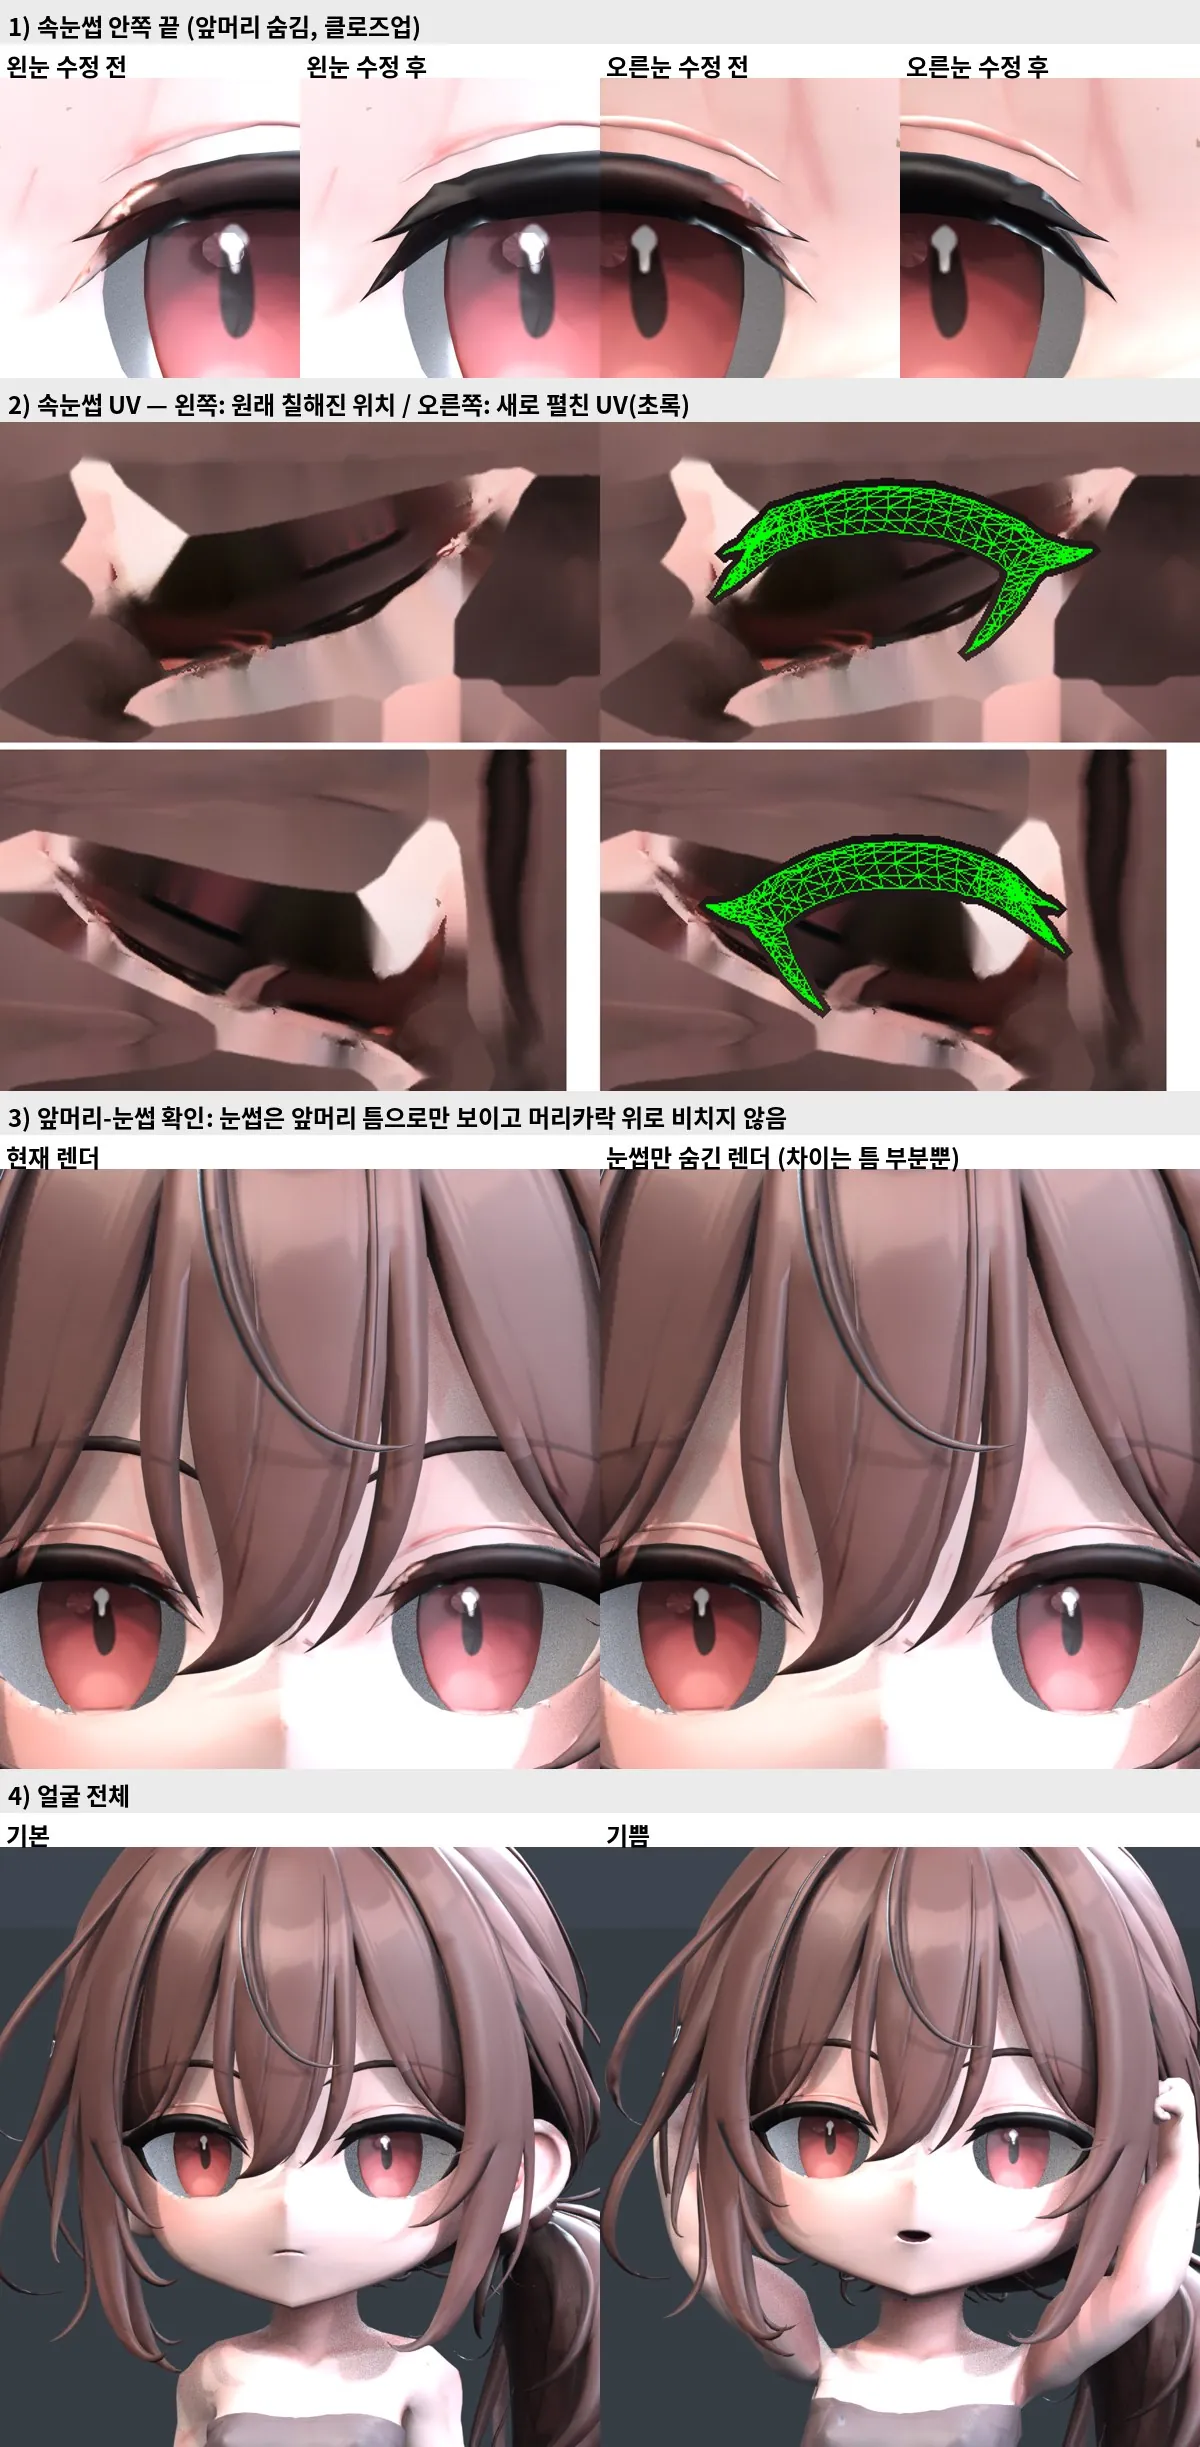 1) 속눈썹 안쪽 끝 (앞머리 숨김, 클로즈업)
왼눈 수정 전
왼눈 수정 후
오른눈 수정 전
오른눈 수정 후
2) 속눈썹 UV — 왼쪽: 원래 칠해진 위치 / 오른쪽: 새로 펼친 UV(초록)
3) 앞머리-눈썹 확인: 눈썹은 앞머리 틈으로만 보이고 머리카락 위로 비치지 않음
현재 렌더
눈썹만 숨긴 렌더 (차이는 틈 부분뿐)
4) 얼굴 전체
기본
기쁨